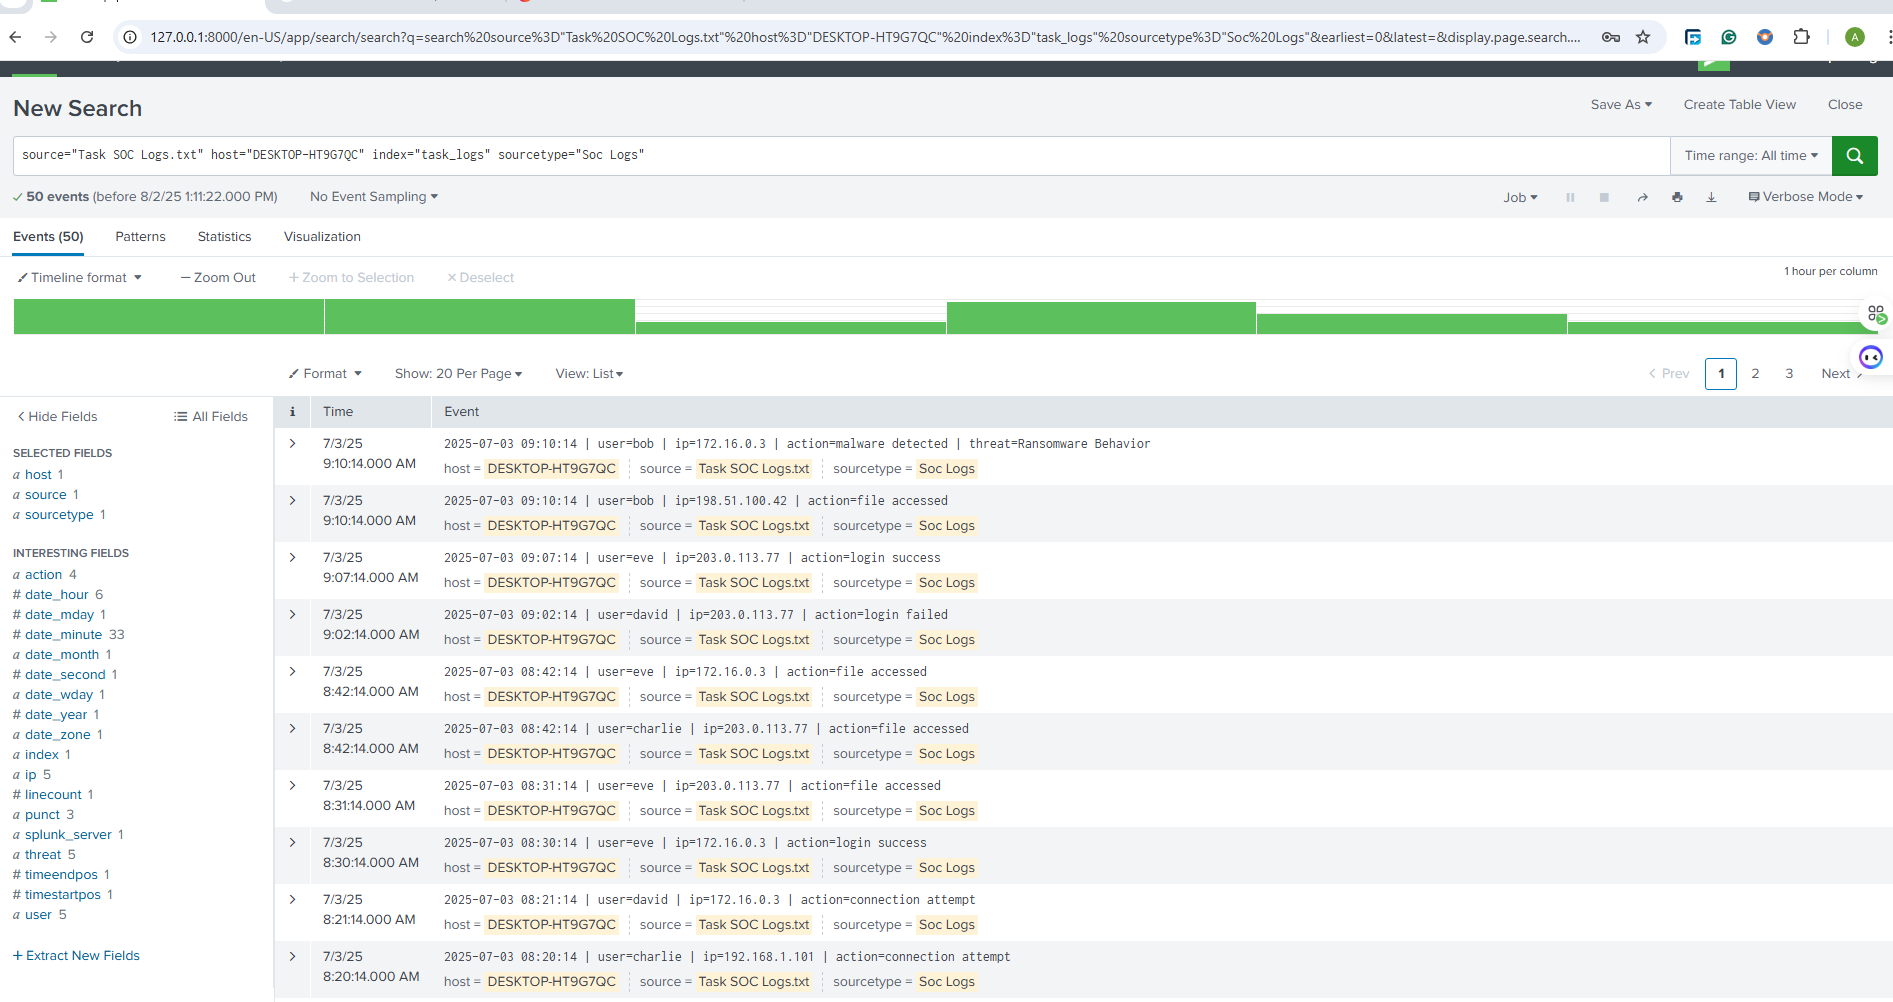 127.0.0.1:8000/en-US/app/search/search?q=search%20source%3D"Task%20SOC%20Logs.txt"%20host%3D"DESKTOP-HT9G7QC"%20index%3D"task_logs"%20sourcetype%3D"Soc%20Logs"&earliest=0&latest=&display.page.search....
A
New Search
Save As
Create Table View
Close
source="Task SOC Logs.txt" host="DESKTOP-HT9G7QC" index="task_logs" sourcetype="Soc Logs"
Time range: All time
50 events (before 8/2/25 1:11:22.000 PM)
No Event Sampling
Job
Verbose Mode
Events (50)
Patterns
Statistics
Visualization
Timeline format
— Zoom Out
+ Zoom to Selection
× Deselect
1 hour per column
Format
Show: 20 Per Page
View: List
< Prev
1
2
3
Next
< Hide Fields
All Fields
SELECTED FIELDS
a host 1
a source 1
a sourcetype 1
INTERESTING FIELDS
a action 4
# date_hour 6
# date_mday 1
# date_minute 33
a date_month 1
# date_second 1
a date_wday 1
# date_year 1
a date_zone 1
a index 1
a ip 5
# linecount 1
a punct 3
a splunk_server 1
a threat 5
# timeendpos 1
# timestartpos 1
a user 5
+ Extract New Fields
i
Time
Event
7/3/25
9:10:14.000 AM
2025-07-03 09:10:14 | user=bob | ip=172.16.0.3 | action=malware detected | threat=Ransomware Behavior
host = DESKTOP-HT9G7QC source = Task SOC Logs.txt sourcetype = Soc Logs
7/3/25
9:10:14.000 AM
2025-07-03 09:10:14 | user=bob | ip=198.51.100.42 | action=file accessed
host = DESKTOP-HT9G7QC source = Task SOC Logs.txt sourcetype = Soc Logs
7/3/25
9:07:14.000 AM
2025-07-03 09:07:14 | user=eve | ip=203.0.113.77 | action=login success
host = DESKTOP-HT9G7QC source = Task SOC Logs.txt sourcetype = Soc Logs
7/3/25
9:02:14.000 AM
2025-07-03 09:02:14 | user=david | ip=203.0.113.77 | action=login failed
host = DESKTOP-HT9G7QC source = Task SOC Logs.txt sourcetype = Soc Logs
7/3/25
8:42:14.000 AM
2025-07-03 08:42:14 | user=eve | ip=172.16.0.3 | action=file accessed
host = DESKTOP-HT9G7QC source = Task SOC Logs.txt sourcetype = Soc Logs
7/3/25
8:42:14.000 AM
2025-07-03 08:42:14 | user=charlie | ip=203.0.113.77 | action=file accessed
host = DESKTOP-HT9G7QC source = Task SOC Logs.txt sourcetype = Soc Logs
7/3/25
8:31:14.000 AM
2025-07-03 08:31:14 | user=eve | ip=203.0.113.77 | action=file accessed
host = DESKTOP-HT9G7QC source = Task SOC Logs.txt sourcetype = Soc Logs
7/3/25
8:30:14.000 AM
2025-07-03 08:30:14 | user=eve | ip=172.16.0.3 | action=login success
host = DESKTOP-HT9G7QC source = Task SOC Logs.txt sourcetype = Soc Logs
7/3/25
8:21:14.000 AM
2025-07-03 08:21:14 | user=david | ip=172.16.0.3 | action=connection attempt
host = DESKTOP-HT9G7QC source = Task SOC Logs.txt sourcetype = Soc Logs
7/3/25
8:20:14.000 AM
2025-07-03 08:20:14 | user=charlie | ip=192.168.1.101 | action=connection attempt
host = DESKTOP-HT9G7QC source = Task SOC Logs.txt sourcetype = Soc Logs